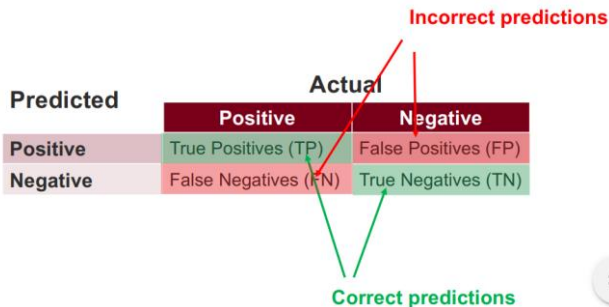 Incorrect predictions
Actual
Predicted
Positive Negative
Positive True Positives (TP) False Positives (FP)
Negative False Negatives (FN) True Negatives (TN)
Correct predictions